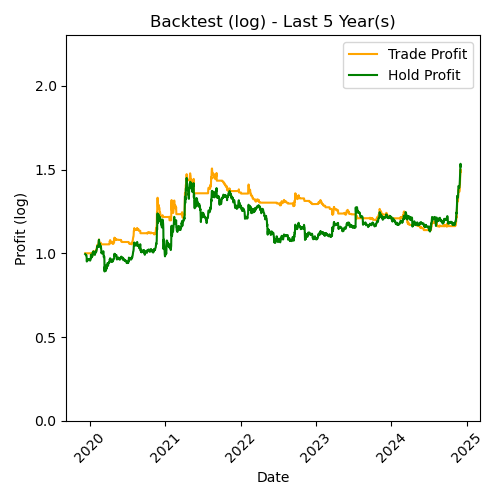 Backtest (log) - Last 5 Year(s)
Trade Profit
Hold Profit
Profit (log)
2.0
1.5
1.0
0.5
0.0
2020
2021
2022
2023
2024
2025
Date